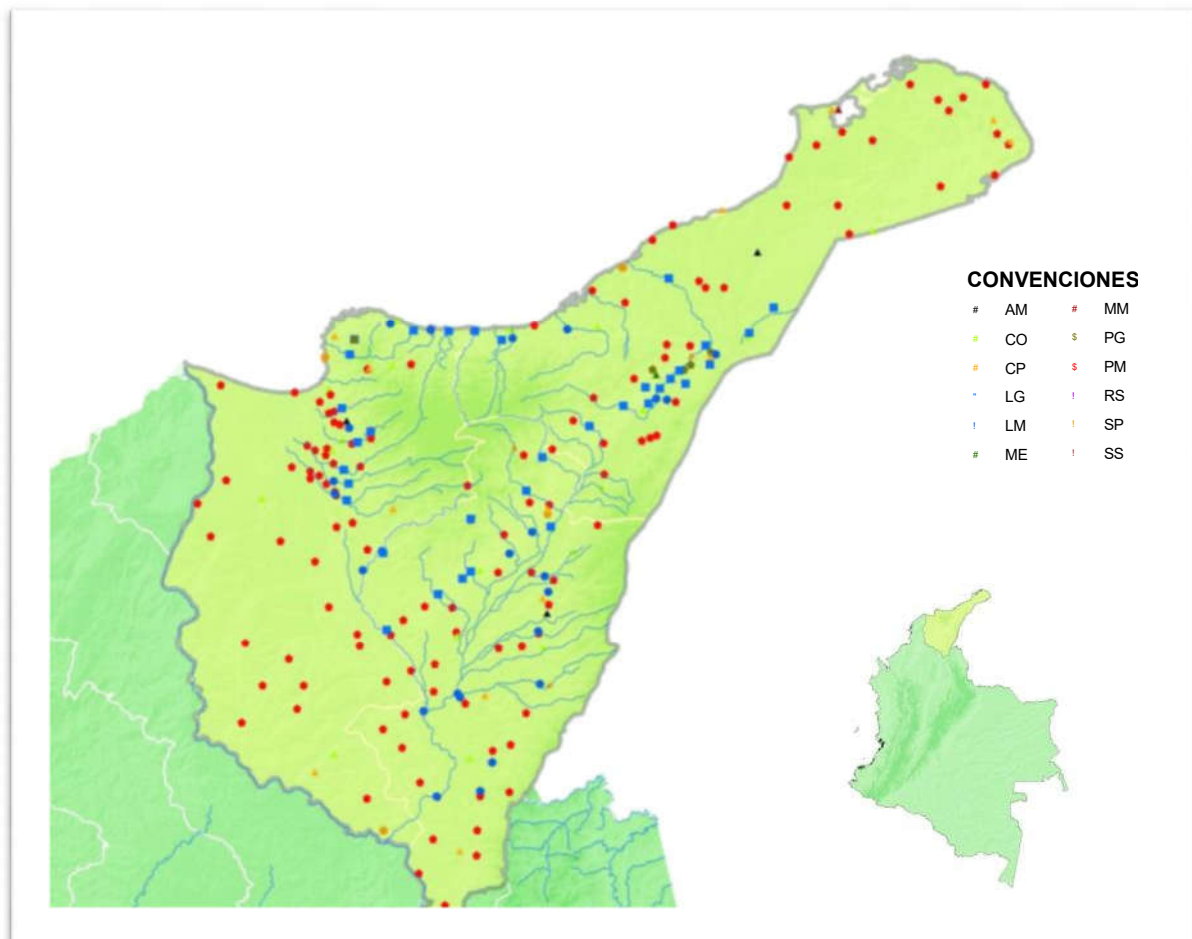 CONVENCIONES
# AM # MM
# CO $ PG
# CP $ PM
" LG ! RS
! LM ! SP
# ME ! SS